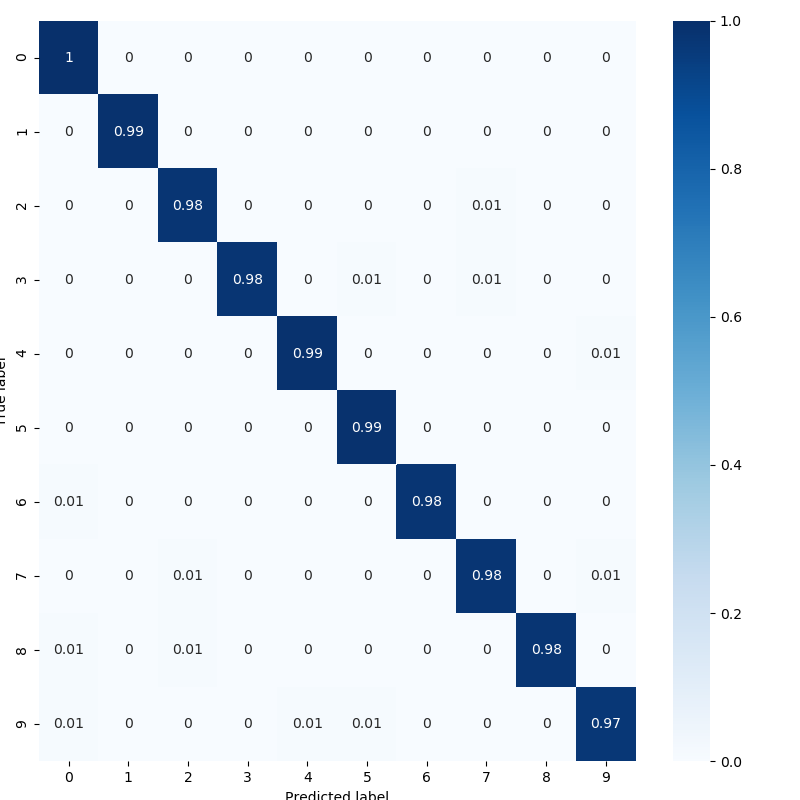 0 1 0 0 0 0 0 0 0 0 0 1.0
1 0 0.99 0 0 0 0 0 0 0 0
2 0 0 0.98 0 0 0 0 0.01 0 0 0.8
3 0 0 0 0.98 0 0.01 0 0.01 0 0
4 0 0 0 0 0.99 0 0 0 0 0.01 0.6
True label
5 0 0 0 0 0 0.99 0 0 0 0
6 0.01 0 0 0 0 0 0.98 0 0 0 0.4
7 0 0 0.01 0 0 0 0 0.98 0 0.01
8 0.01 0 0.01 0 0 0 0 0 0.98 0 0.2
9 0.01 0 0 0 0.01 0.01 0 0 0 0.97
0.0
0 1 2 3 4 5 6 7 8 9
Predicted label